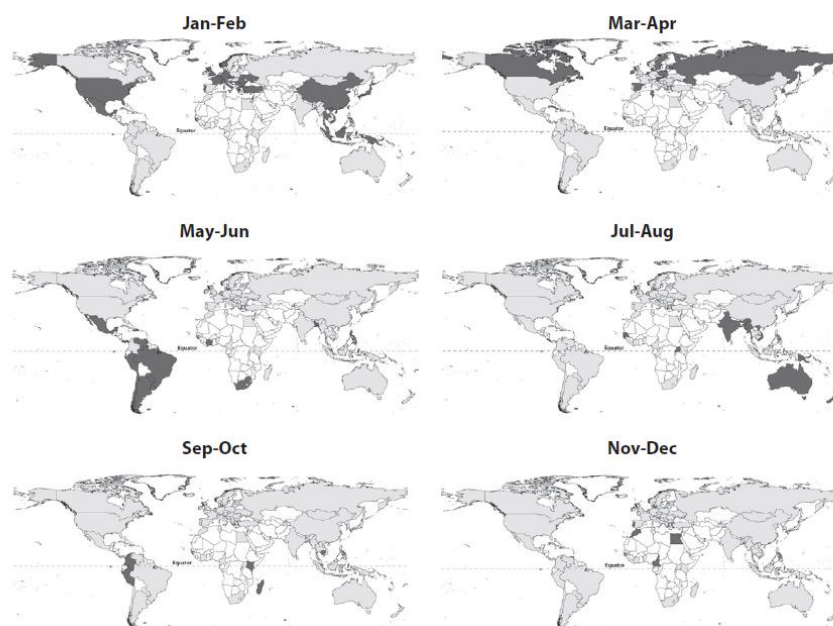 Jan-Feb
Mar-Apr
Equator
Equator
May-Jun
Jul-Aug
Equator
Equator
Sep-Oct
Nov-Dec
Equator
Equator